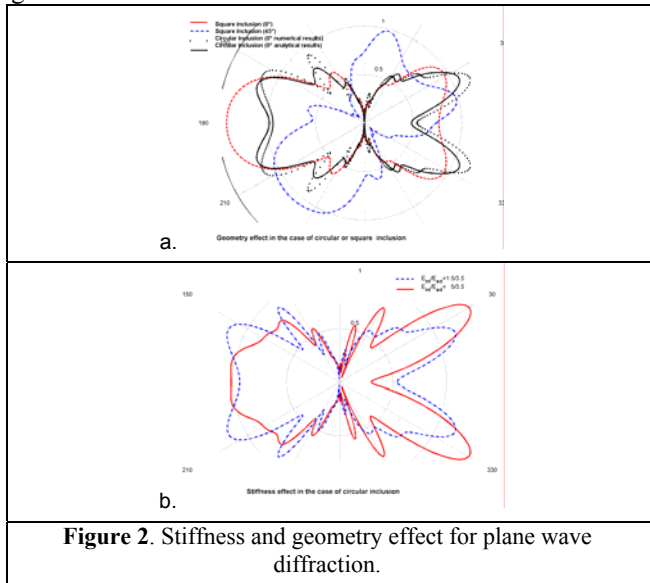 Square inclusion (0°)
Square inclusion (45°)
Circular inclusion (0° numerical results)
Circular inclusion (0° analytical results)
1
0.5
180
210
a.
Geometry effect in the case of circular or square inclusion
1
150
30
0.5
210
330
b.
Stiffness effect in the case of circular inclusion
Figure 2. Stiffness and geometry effect for plane wave
diffraction.